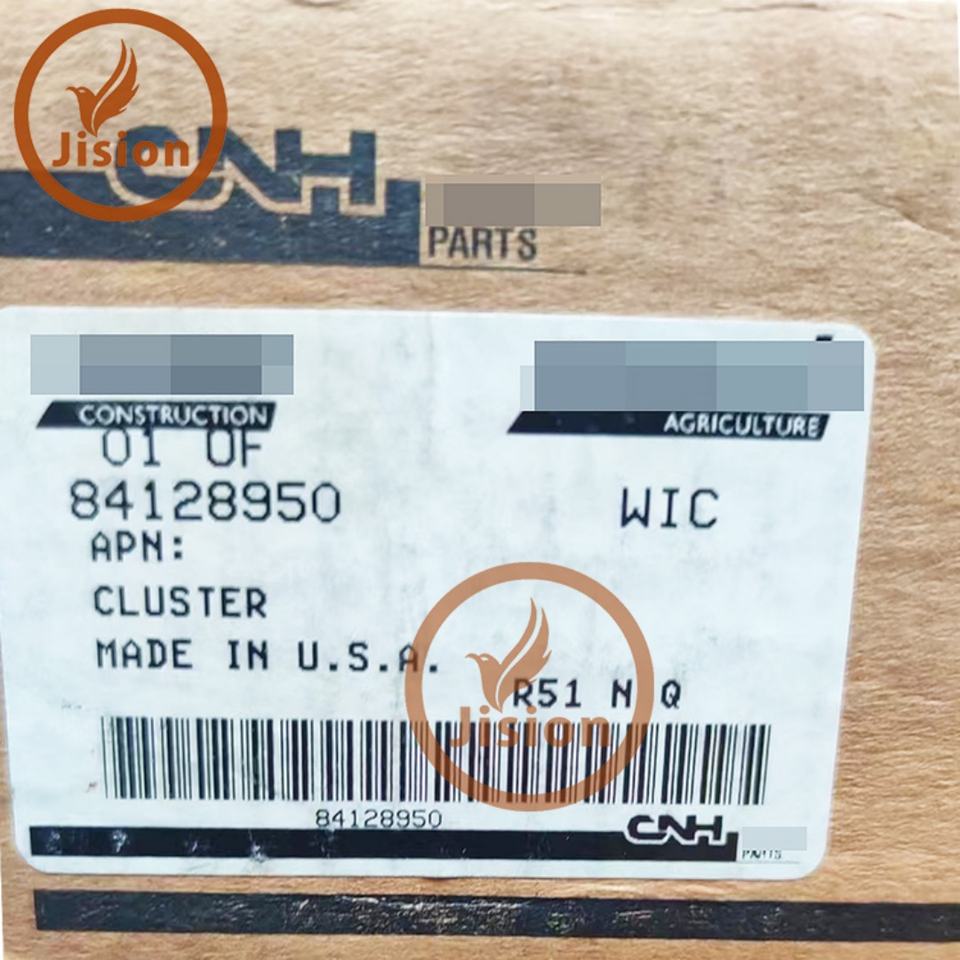 Jision
CNH
PARTS
CONSTRUCTION
AGRICULTURE
01 OF
84128950
WIC
APN:
CLUSTER
MADE IN U.S.A.
R51 N Q
Jision
84128950
CNH
PARTS